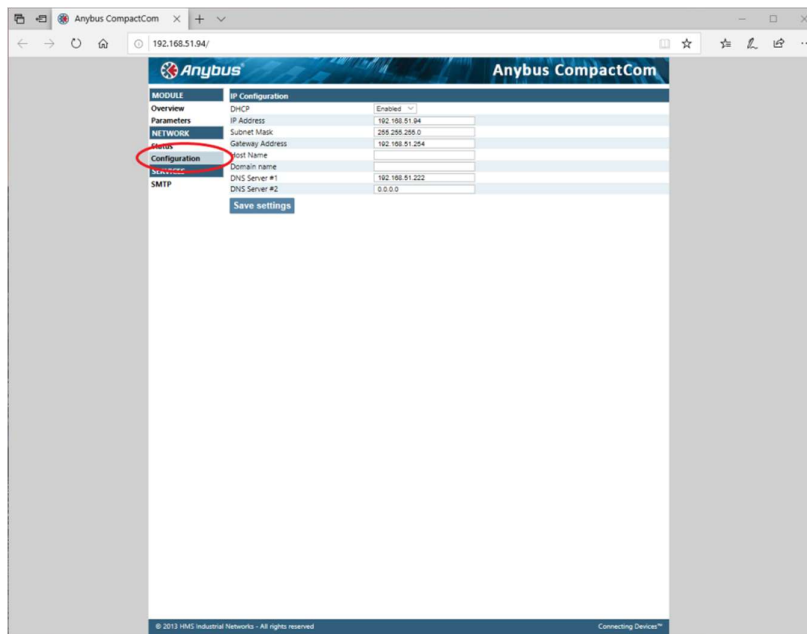 Anybus CompactCom
192.168.51.94/
Anybus
Anybus CompactCom
MODULE
Overview
Parameters
NETWORK
Status
Configuration
SERVICES
SMTP
IP Configuration
DHCP Enabled
IP Address 192.168.51.94
Subnet Mask 255.255.255.0
Gateway Address 192.168.51.254
Host Name
Domain name
DNS Server #1 192.168.51.222
DNS Server #2 0.0.0.0
Save settings
© 2013 HMS Industrial Networks - All rights reserved
Connecting Devices™